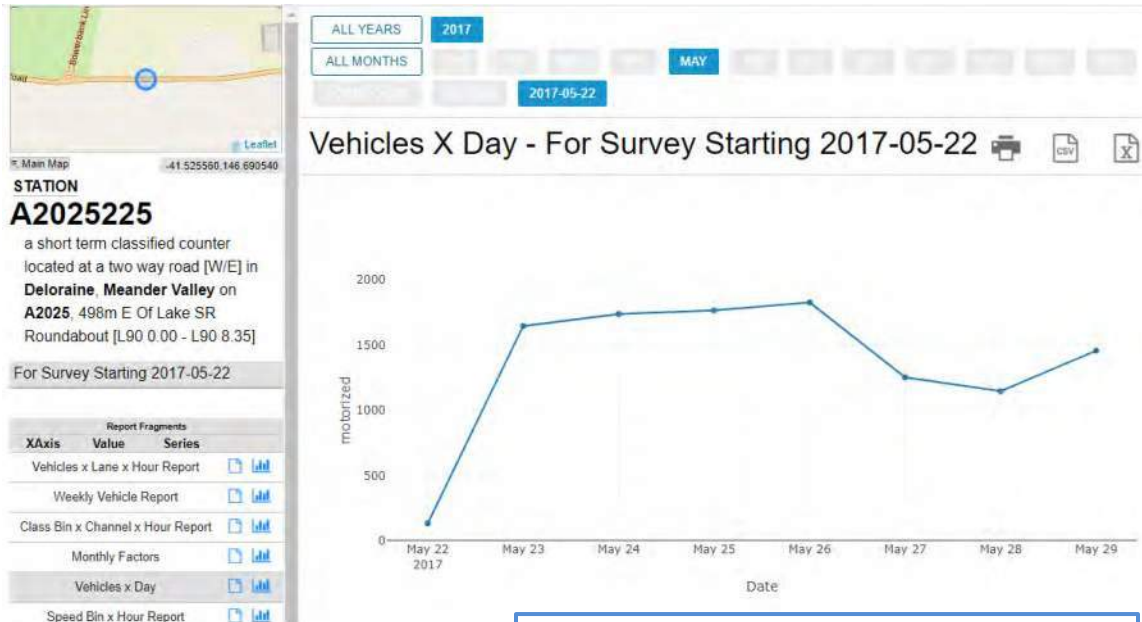 Bowerbank Lin
oad
Leaflet
Main Map
-41.525560,146.690540
STATION
A2025225
a short term classified counter
located at a two way road [W/E] in
Deloraine, Meander Valley on
A2025, 498m E Of Lake SR
Roundabout [L90 0.00 - L90 8.35]
For Survey Starting 2017-05-22
Report Fragments
XAxis Value Series
Vehicles x Lane x Hour Report
Weekly Vehicle Report
Class Bin x Channel x Hour Report
Monthly Factors
Vehicles x Day
Speed Bin x Hour Report
ALL YEARS 2017
ALL MONTHS MAY
2017-05-22
Vehicles X Day - For Survey Starting 2017-05-22
CSV X
2000
1500
1000
500
0
motorized
May 22 May 23 May 24 May 25 May 26 May 27 May 28 May 29
2017
Date